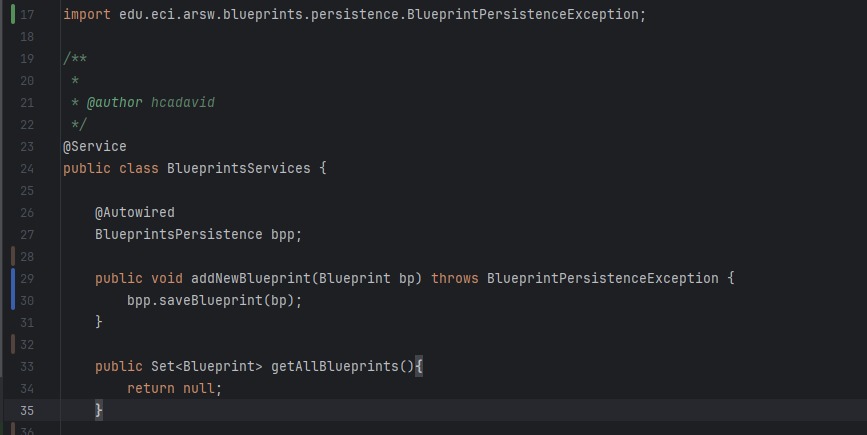 17 import edu.eci.arsw.blueprints.persistence.BlueprintPersistenceException;
18
19 /**
20  *
21  * @author hcadavid
22  */
23 @Service
24 public class BlueprintsServices {
25
26     @Autowired
27     BlueprintsPersistence bpp;
28
29     public void addNewBlueprint(Blueprint bp) throws BlueprintPersistenceException {
30         bpp.saveBlueprint(bp);
31     }
32
33     public Set<Blueprint> getAllBlueprints(){
34         return null;
35     }
36